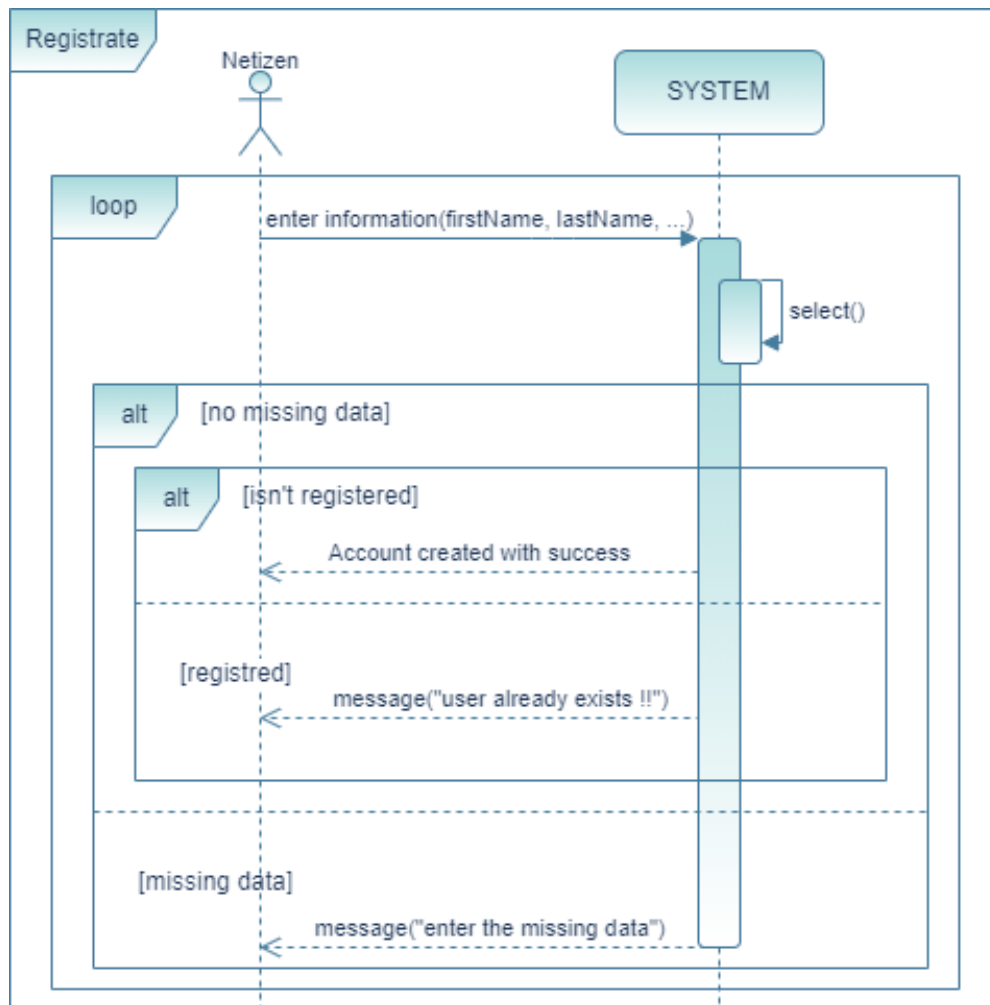 Registrate
Netizen
SYSTEM
loop
enter information(firstName, lastName, ...)
select()
alt
[no missing data]
alt
[isn't registered]
Account created with success
[registred]
message("user already exists !!")
[missing data]
message("enter the missing data")